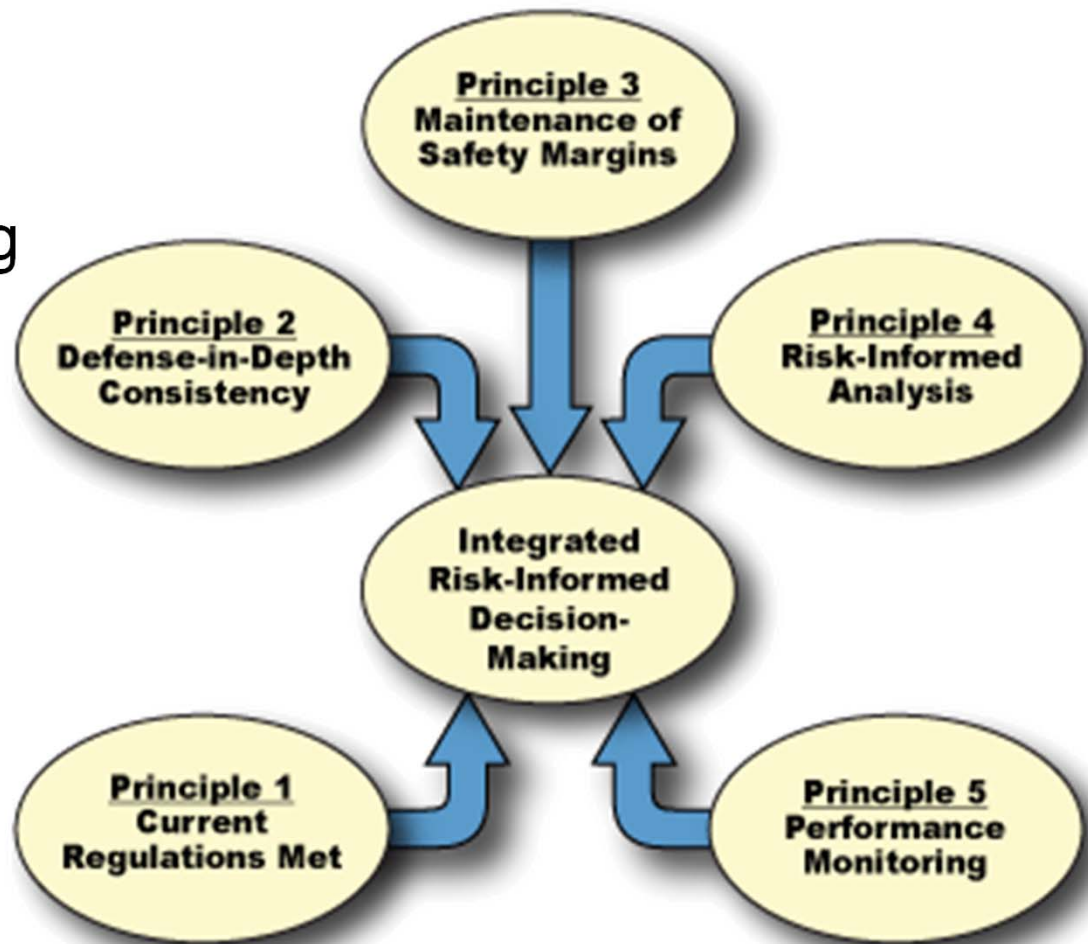 Principle 3
Maintenance of
Safety Margins
g
Principle 2
Defense-in-Depth
Consistency
Principle 4
Risk-Informed
Analysis
Integrated
Risk-Informed
Decision-
Making
Principle 1
Current
Regulations Met
Principle 5
Performance
Monitoring